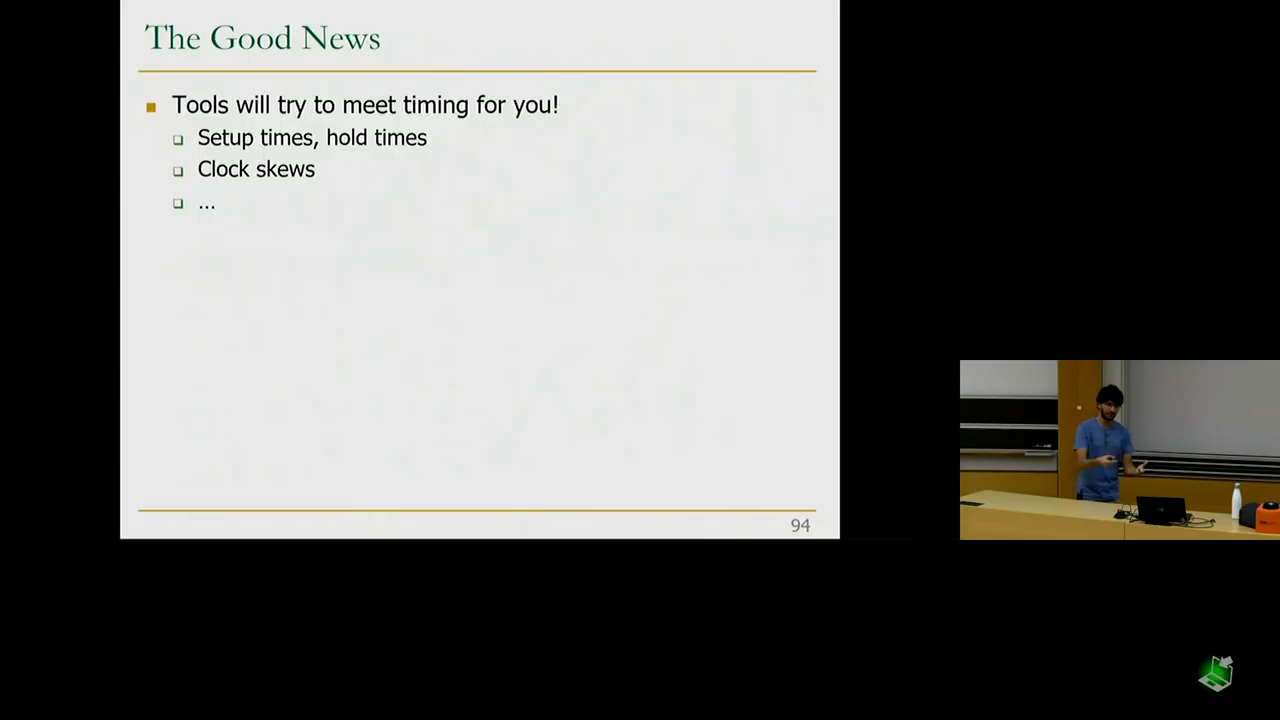 The Good News
Tools will try to meet timing for you!
Setup times, hold times
Clock skews
...
94